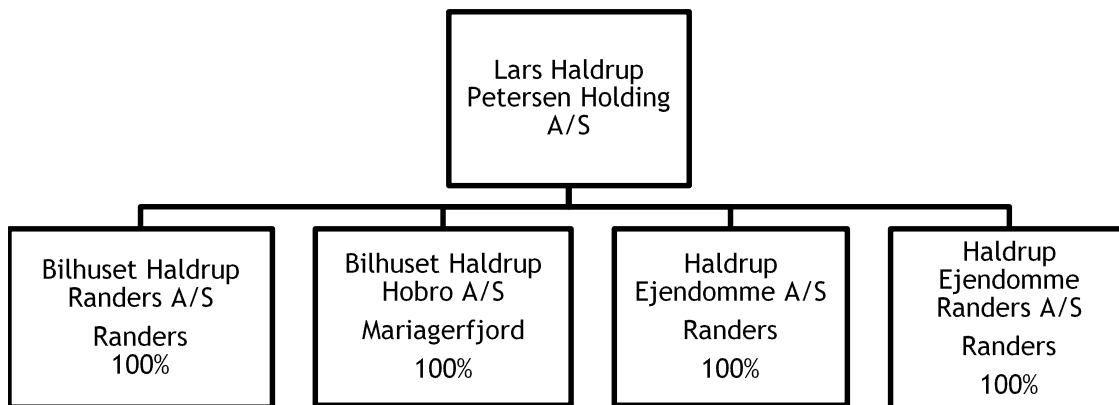 Lars Haldrup
Petersen Holding
A/S
Bilhuset Haldrup
Randers A/S
Randers
100%
Bilhuset Haldrup
Hobro A/S
Mariagerfjord
100%
Haldrup
Ejendomme A/S
Randers
100%
Haldrup
Ejendomme
Randers A/S
Randers
100%